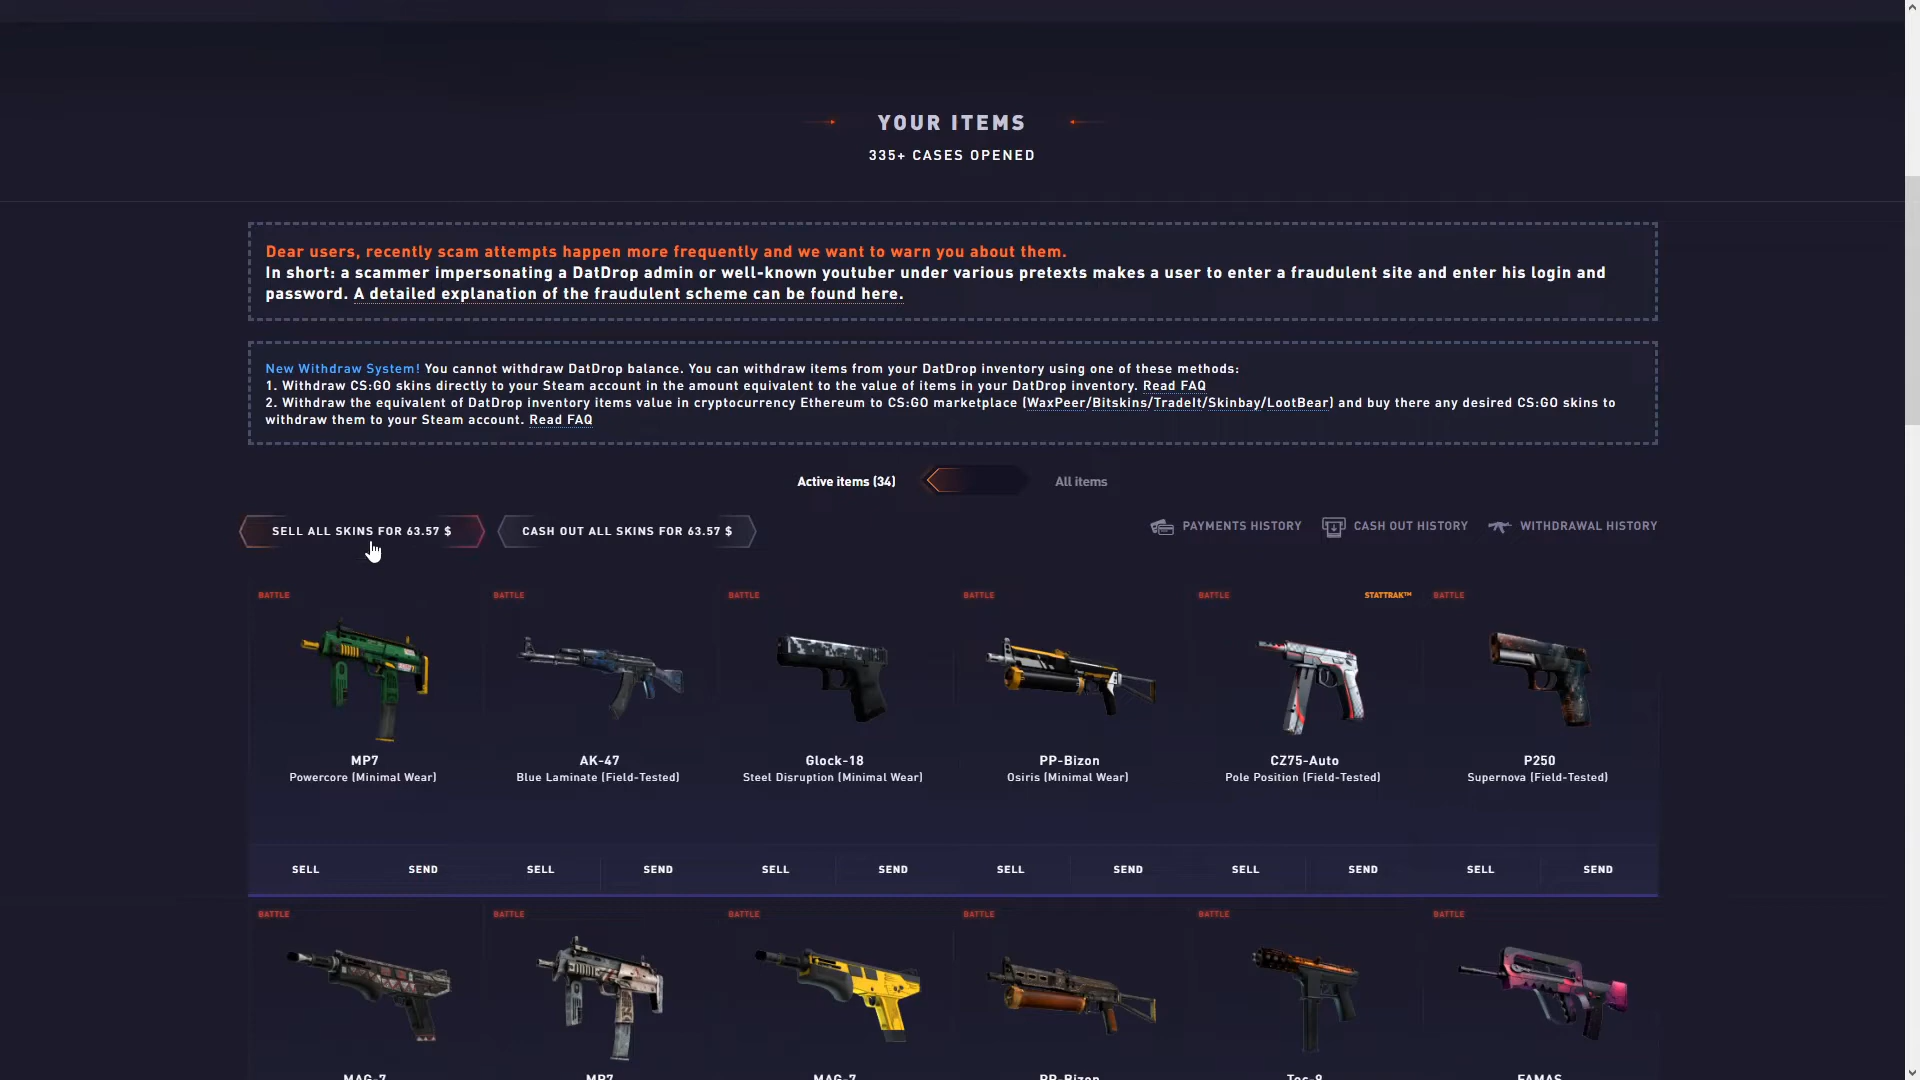 YOUR ITEMS
335+ CASES OPENED
Dear users, recently scam attempts happen more frequently and we want to warn you about them.
In short: a scammer impersonating a DatDrop admin or well-known youtuber under various pretexts makes a user to enter a fraudulent site and enter his login and
password. A detailed explanation of the fraudulent scheme can be found here.
New Withdraw System! You cannot withdraw DatDrop balance. You can withdraw items from your DatDrop inventory using one of these methods:
1. Withdraw CS:GO skins directly to your Steam account in the amount equivalent to the value of items in your DatDrop inventory. Read FAQ
2. Withdraw the equivalent of DatDrop inventory items value in cryptocurrency Ethereum to CS:GO marketplace (WaxPeer/Bitskins/TradeIt/Skinbay/LootBear) and buy there any desired CS:GO skins to
withdraw them to your Steam account. Read FAQ
Active items (34) All items
SELL ALL SKINS FOR 63.57 $ CASH OUT ALL SKINS FOR 63.57 $ PAYMENTS HISTORY CASH OUT HISTORY WITHDRAWAL HISTORY
BATTLE BATTLE BATTLE BATTLE BATTLE STATTRAK™ BATTLE
MP7 AK-47 Glock-18 PP-Bizon CZ75-Auto P250
Powercore (Minimal Wear) Blue Laminate (Field-Tested) Steel Disruption (Minimal Wear) Osiris (Minimal Wear) Pole Position (Field-Tested) Supernova (Field-Tested)
SELL SEND SELL SEND SELL SEND SELL SEND SELL SEND SELL SEND
BATTLE BATTLE BATTLE BATTLE BATTLE BATTLE
MAG-7 MP7 MAG-7 PP-Bizon Tec-9 FAMAS